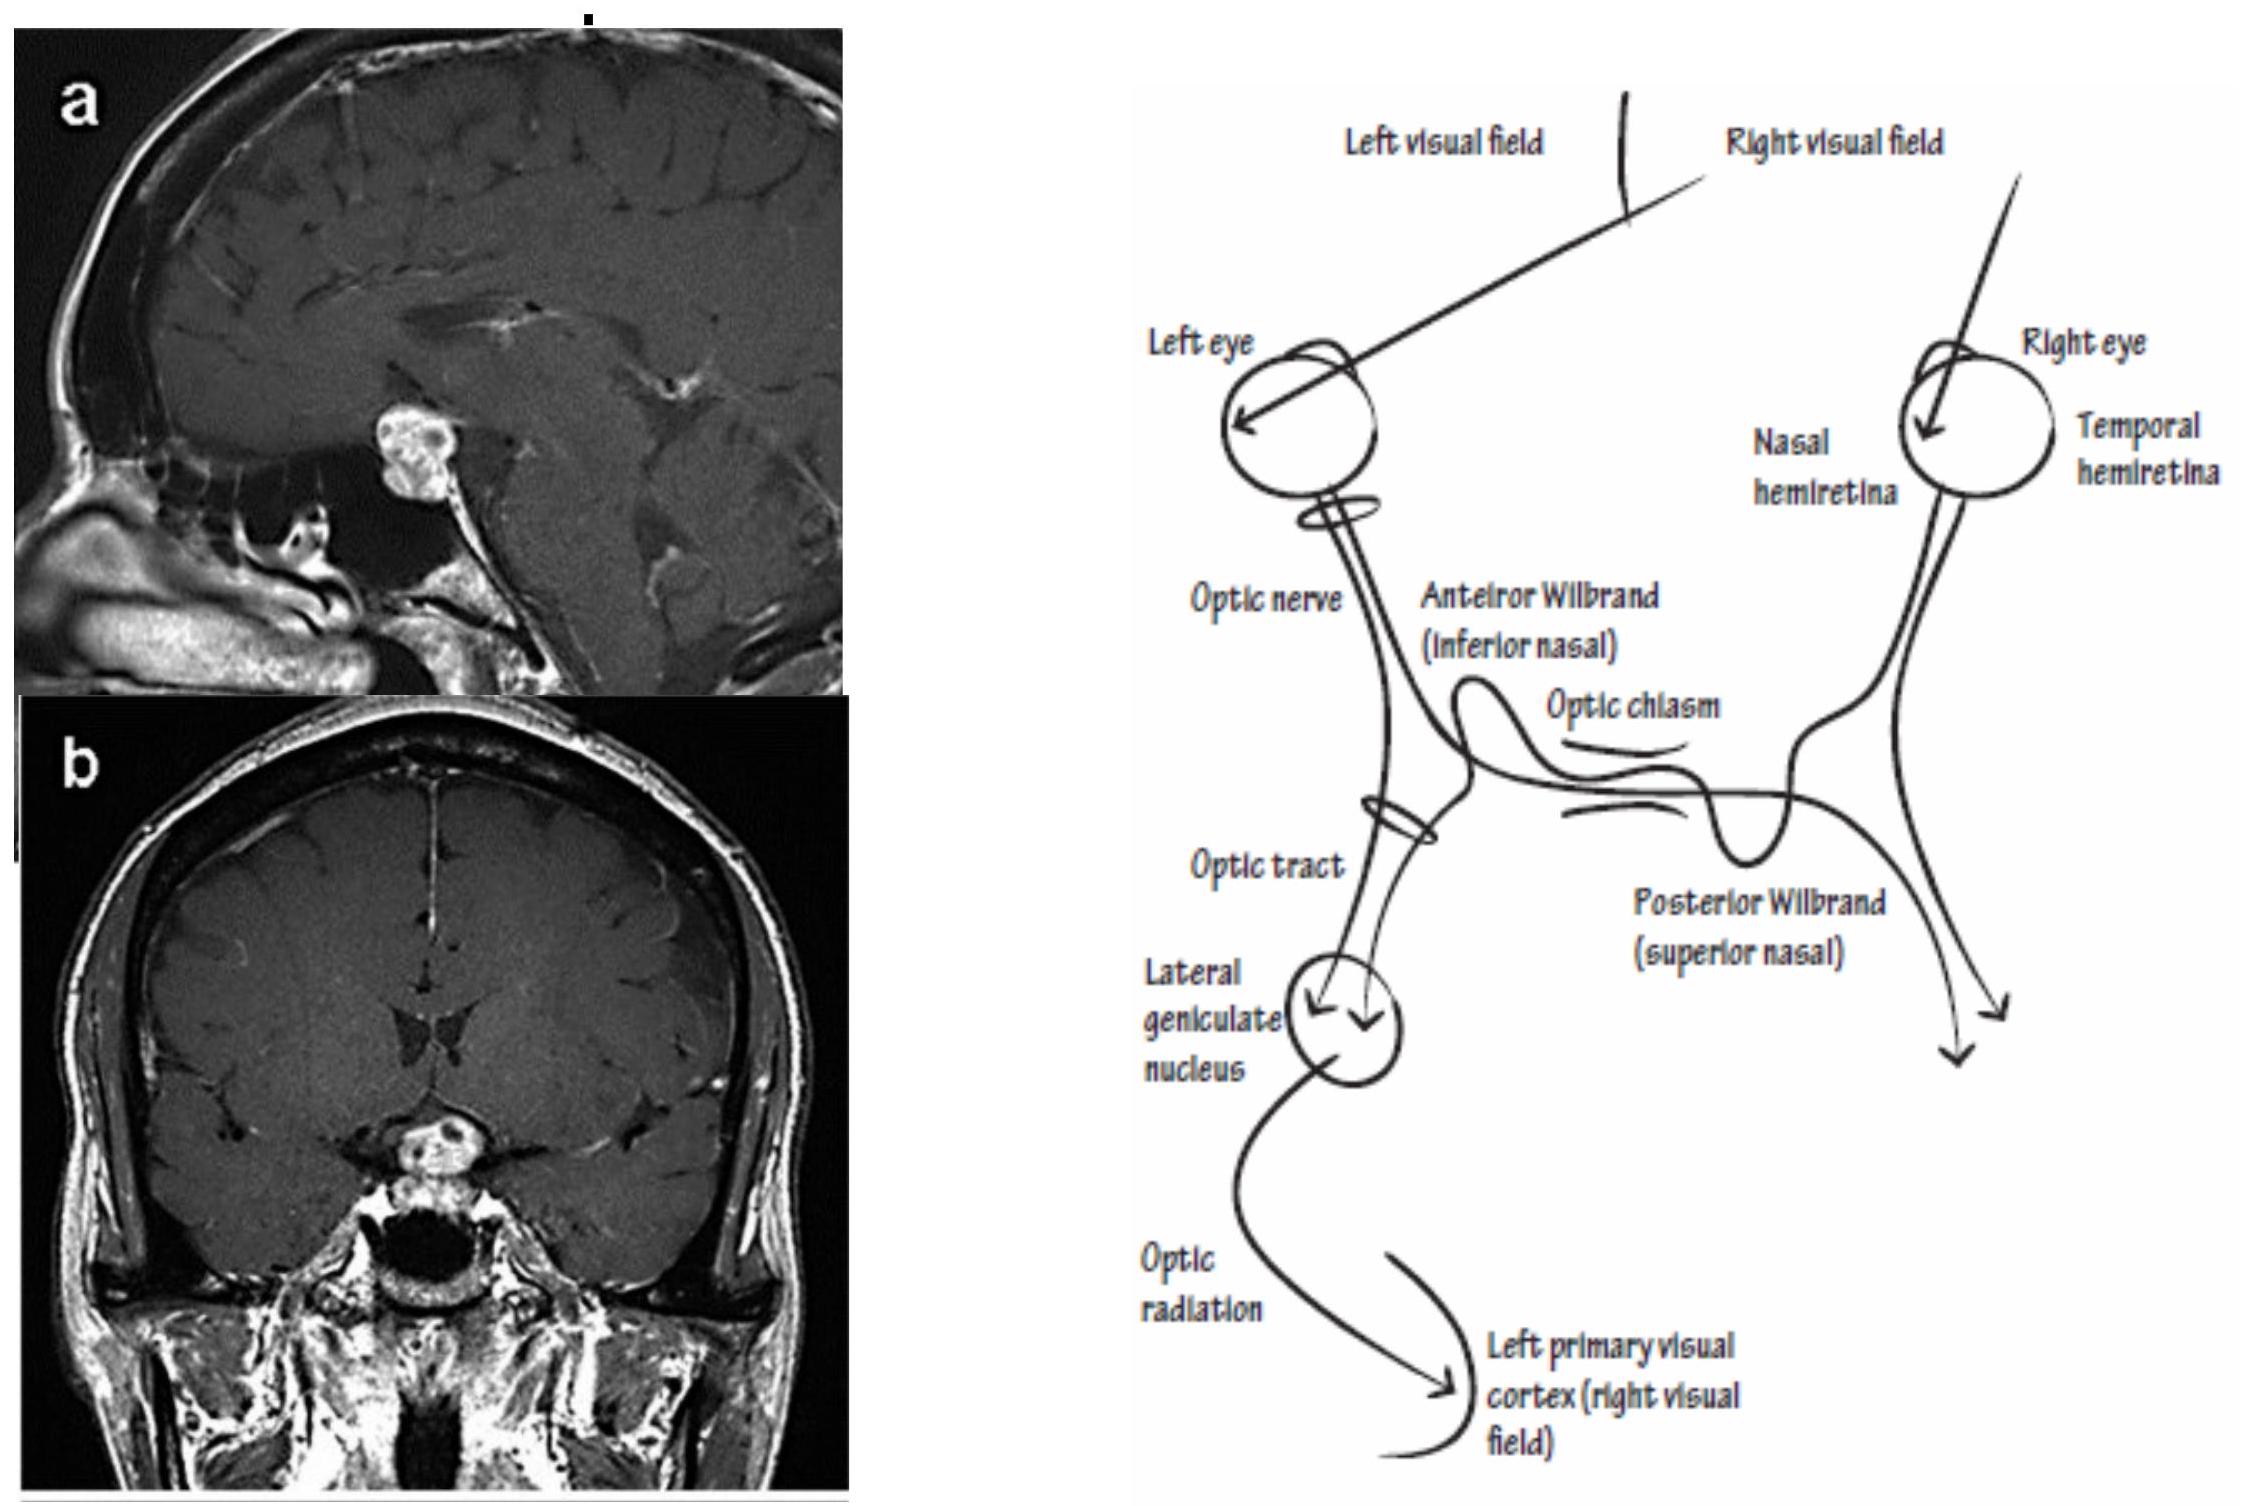 a
b
Left visual field
Right visual field
Left eye
Right eye
Nasal
hemiretina
Temporal
hemiretina
Optic nerve
Anteiror Wilbrand
(inferior nasal)
Optic chiasm
Optic tract
Posterior Wilbrand
(superior nasal)
Lateral
geniculate
nucleus
Optic
radiation
Left primary visual
cortex (right visual
field)